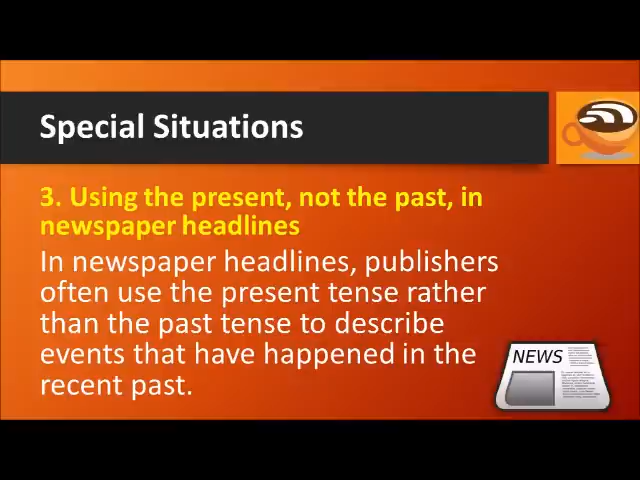 Special Situations
3. Using the present, not the past, in
newspaper headlines
In newspaper headlines, publishers
often use the present tense rather
than the past tense to describe
events that have happened in the
recent past.
NEWS